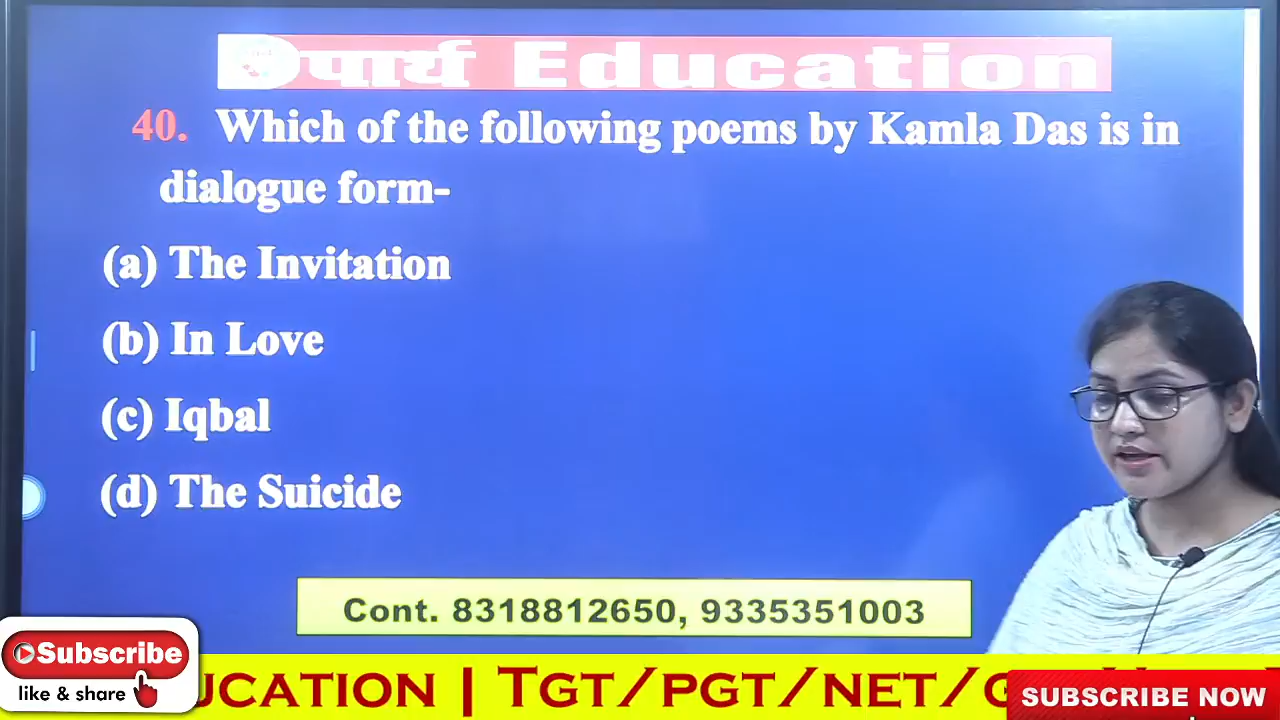 पार्थ Education
40. Which of the following poems by Kamla Das is in
dialogue form-
(a) The Invitation
(b) In Love
(c) Iqbal
(d) The Suicide
Cont. 8318812650, 9335351003
Subscribe
like & share
UCATION | TGT/PGT/NET/G
SUBSCRIBE NOW